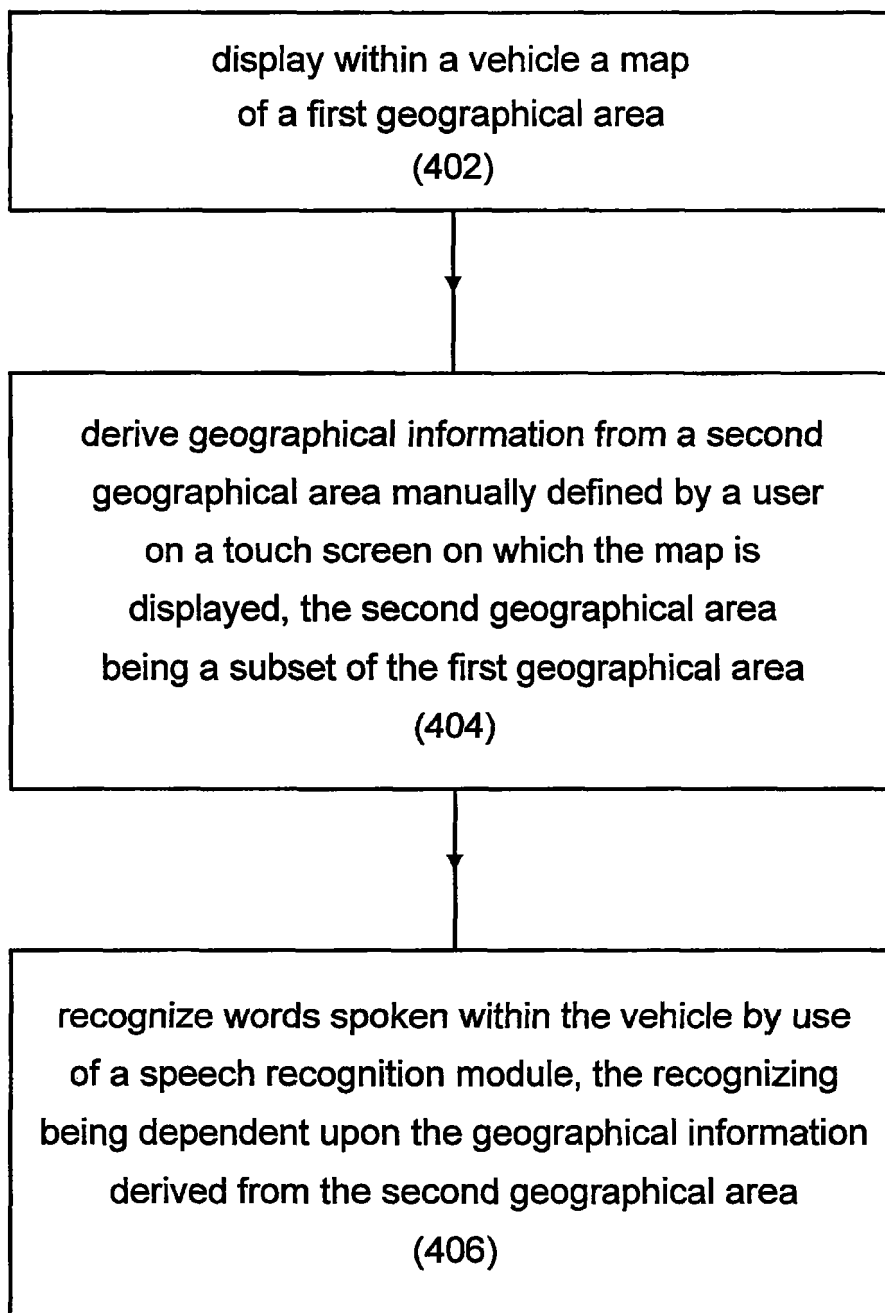 display within a vehicle a map
of a first geographical area
(402)
derive geographical information from a second
geographical area manually defined by a user
on a touch screen on which the map is
displayed, the second geographical area
being a subset of the first geographical area
(404)
recognize words spoken within the vehicle by use
of a speech recognition module, the recognizing
being dependent upon the geographical information
derived from the second geographical area
(406)